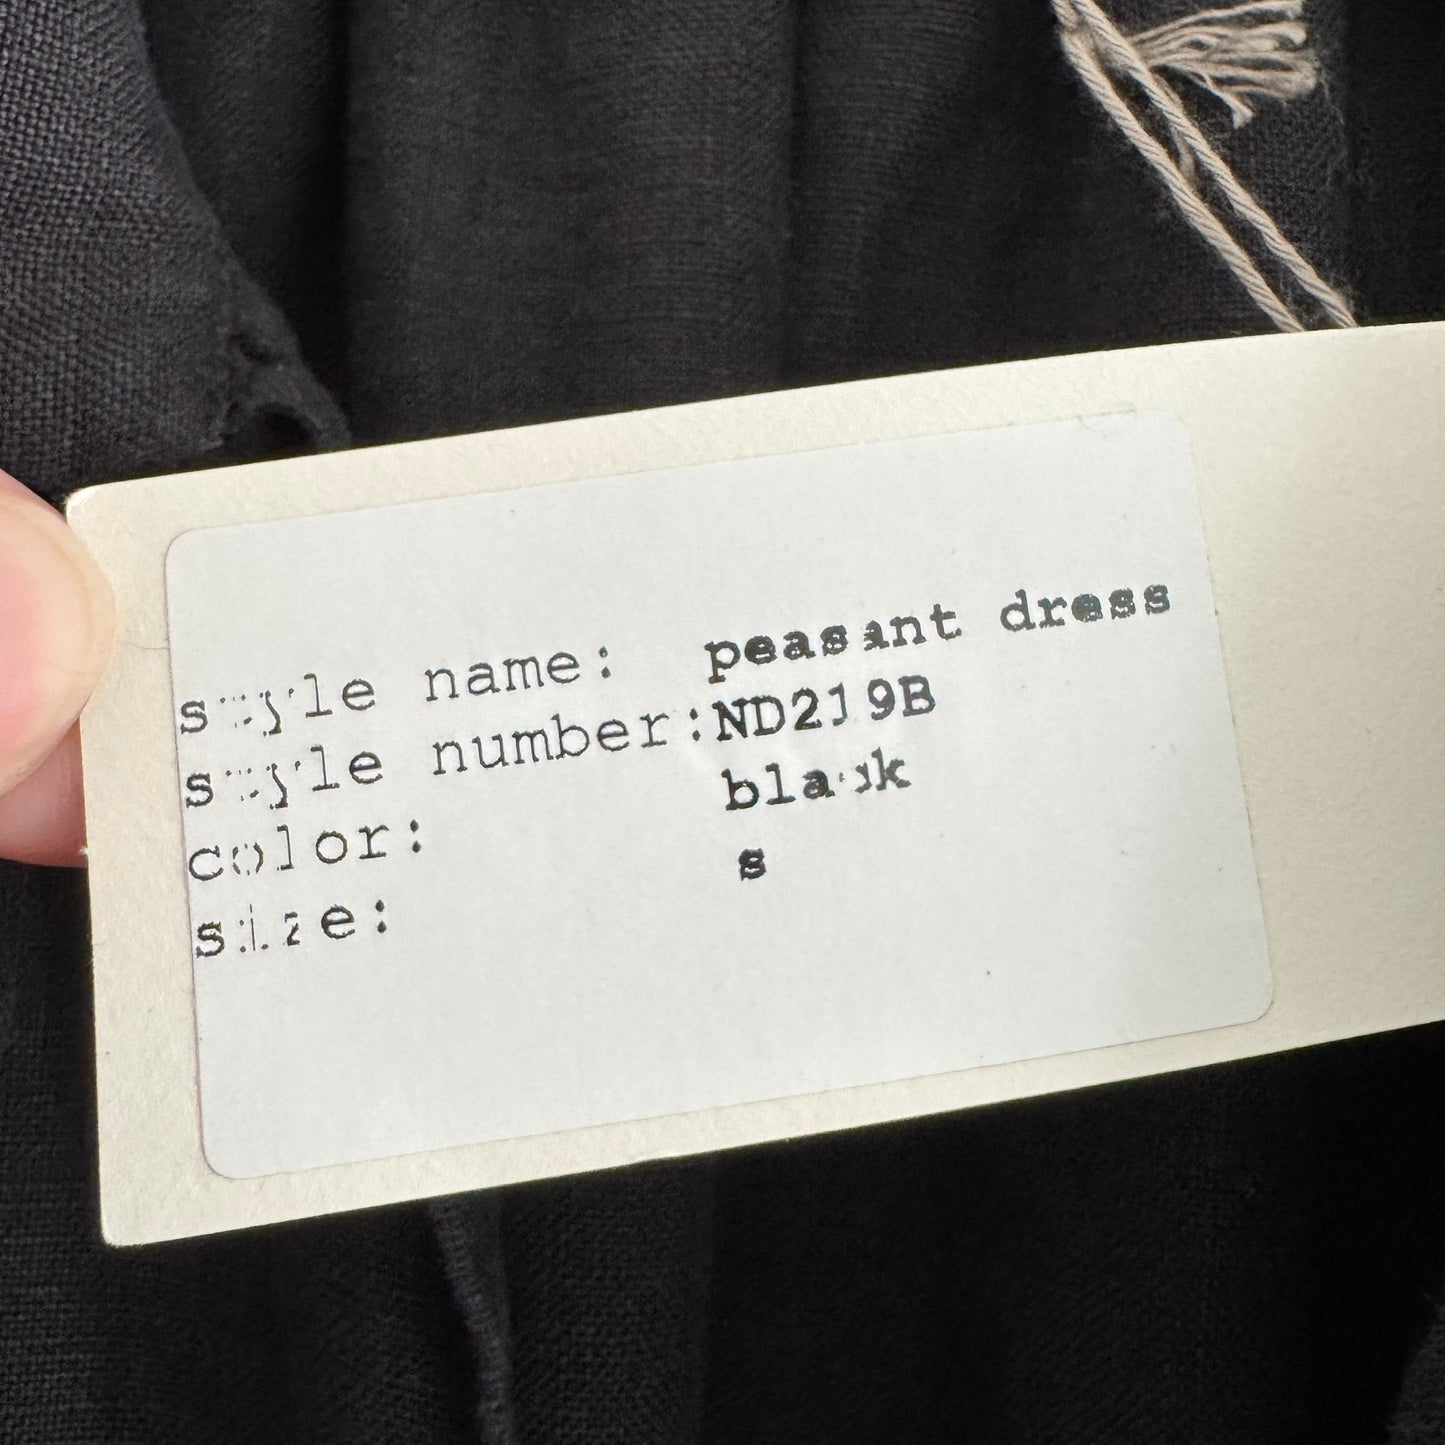 style name: peasant dress
style number: ND219B
color: black
size: s